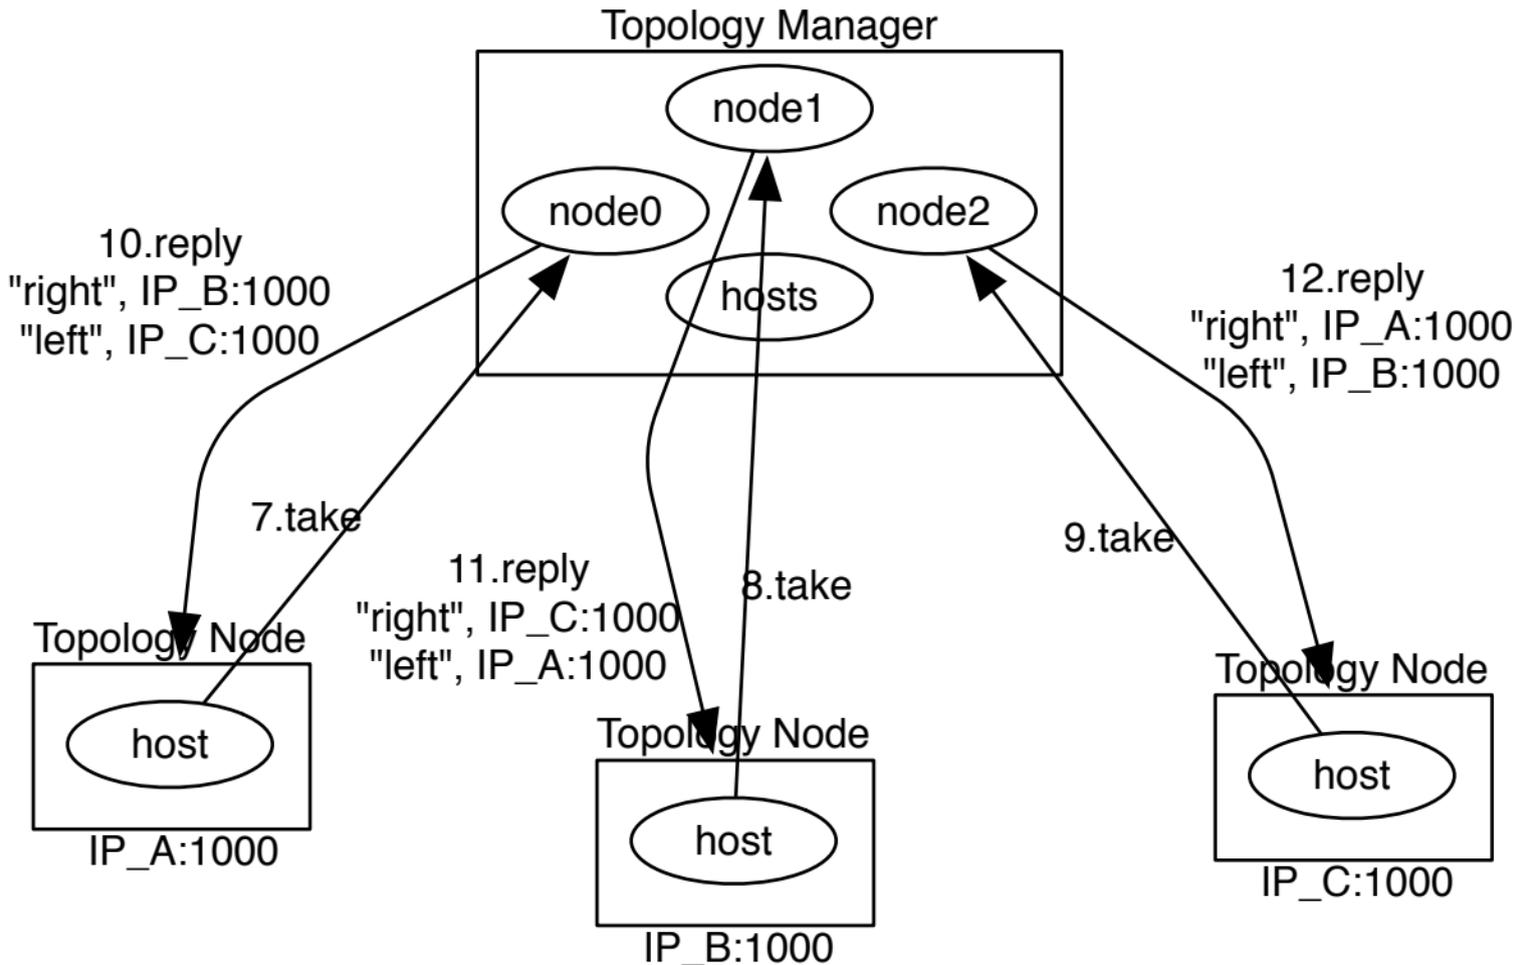 Topology Manager
node1
node0
node2
hosts
10.reply
"right", IP_B:1000
"left", IP_C:1000
12.reply
"right", IP_A:1000
"left", IP_B:1000
7.take
9.take
11.reply
"right", IP_C:1000
"left", IP_A:1000
8.take
Topology Node
host
IP_A:1000
Topology Node
host
IP_B:1000
Topology Node
host
IP_C:1000